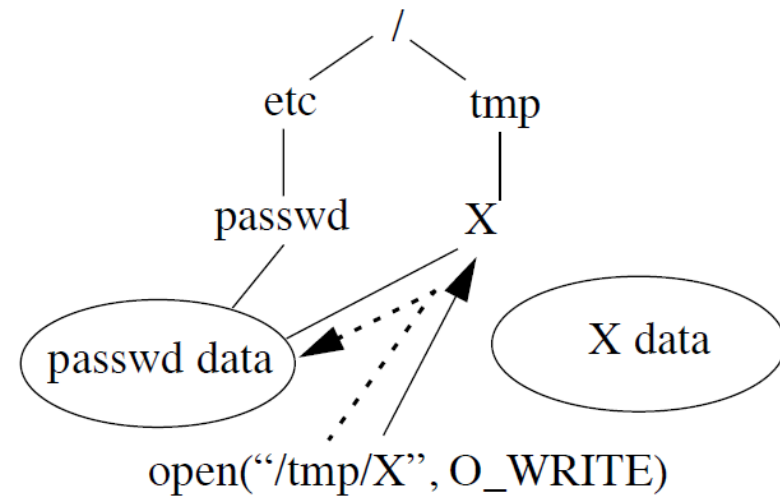 /
etc tmp
passwd X
passwd data X data
open(“/tmp/X”, O_WRITE)